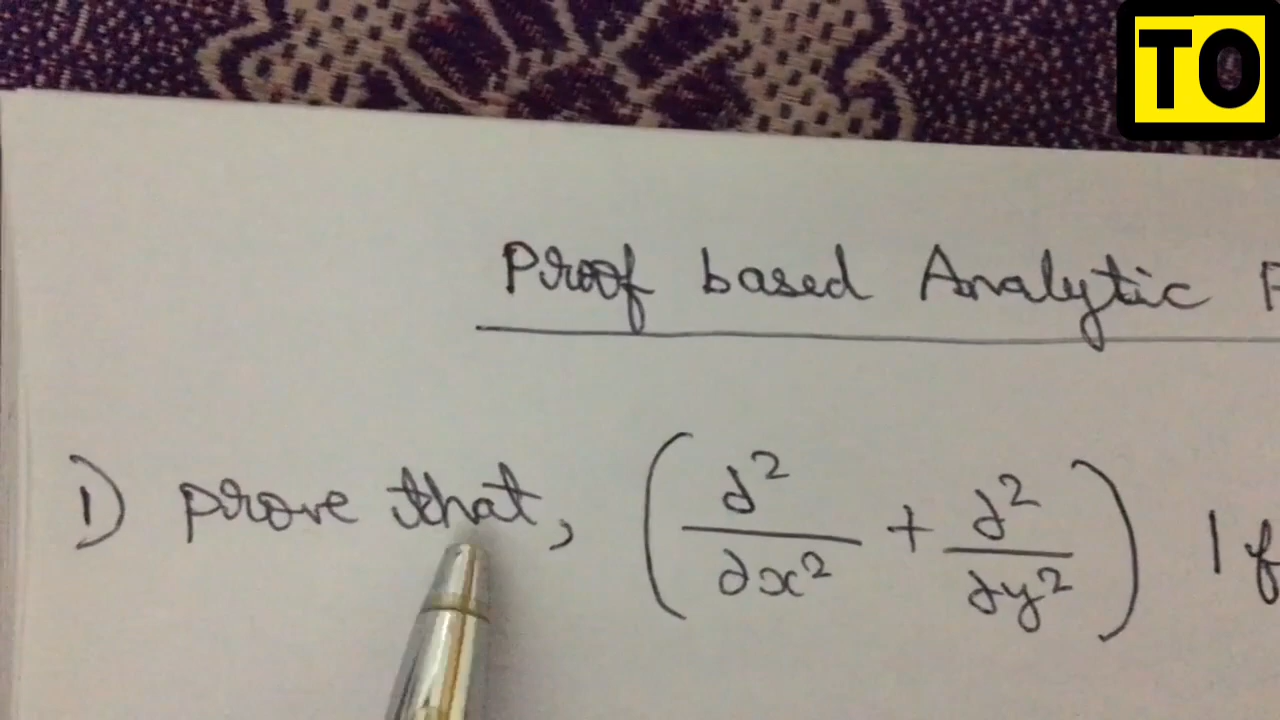 TO
Proof based Analytic F
1) prove that, (∂²/∂x² + ∂²/∂y²) |f